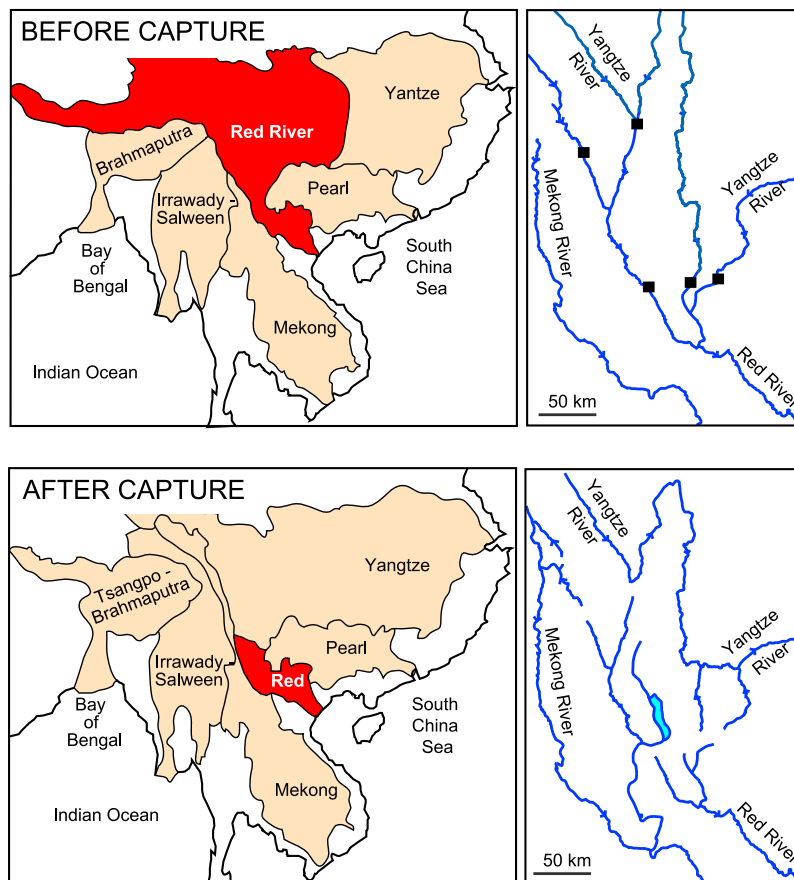 BEFORE CAPTURE
Yantze
Red River
Brahmaputra
Pearl
Irrawady -
Salween
Bay
of
Bengal
South
China
Sea
Mekong
Indian Ocean
Yangtze
River
Mekong River
Yangtze
River
Red River
50 km
AFTER CAPTURE
Yangtze
Tsangpo -
Brahmaputra
Pearl
Irrawady -
Salween
Red
Bay
of
Bengal
South
China
Sea
Mekong
Indian Ocean
Yangtze
River
Mekong River
Yangtze
River
Red River
50 km